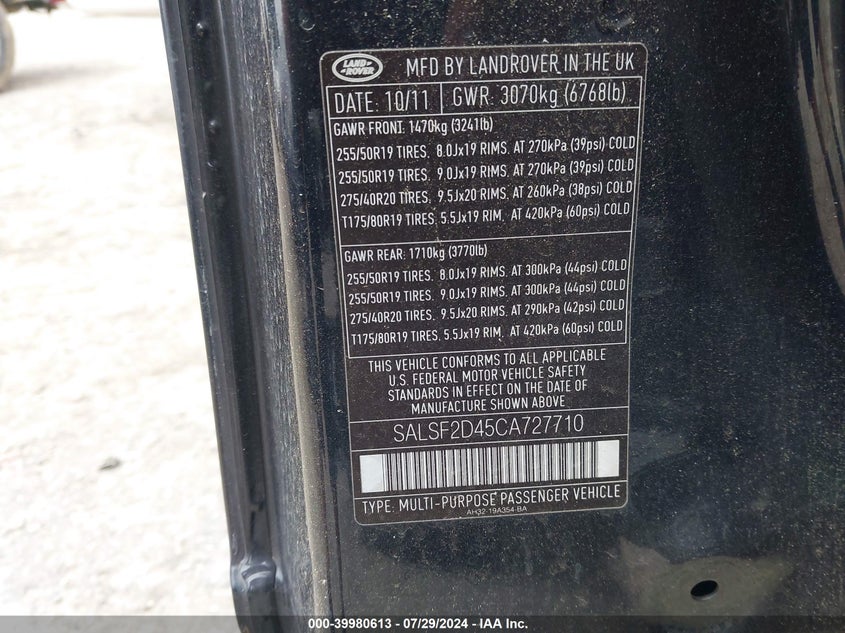 LAND
ROVER
MFD BY LANDROVER IN THE UK
DATE: 10/11 GWR: 3070kg (6768lb)
GAWR FRONT: 1470kg (3241lb)
255/50R19 TIRES. 8.0Jx19 RIMS. AT 270kPa (39psi) COLD
255/50R19 TIRES. 9.0Jx19 RIMS. AT 270kPa (39psi) COLD
275/40R20 TIRES. 9.5Jx20 RIMS. AT 260kPa (38psi) COLD
T175/80R19 TIRES. 5.5Jx19 RIM. AT 420kPa (60psi) COLD
GAWR REAR: 1710kg (3770lb)
255/50R19 TIRES. 8.0Jx19 RIMS. AT 300kPa (44psi) COLD
255/50R19 TIRES. 9.0Jx19 RIMS. AT 300kPa (44psi) COLD
275/40R20 TIRES. 9.5Jx20 RIMS. AT 290kPa (42psi) COLD
T175/80R19 TIRES. 5.5Jx19 RIM. AT 420kPa (60psi) COLD
THIS VEHICLE CONFORMS TO ALL APPLICABLE
U.S. FEDERAL MOTOR VEHICLE SAFETY
STANDARDS IN EFFECT ON THE DATE OF
MANUFACTURE SHOWN ABOVE
SALSF2D45CA727710
TYPE: MULTI-PURPOSE PASSENGER VEHICLE
AH32-19A354-BA
000-39980613 - 07/29/2024 - IAA Inc.